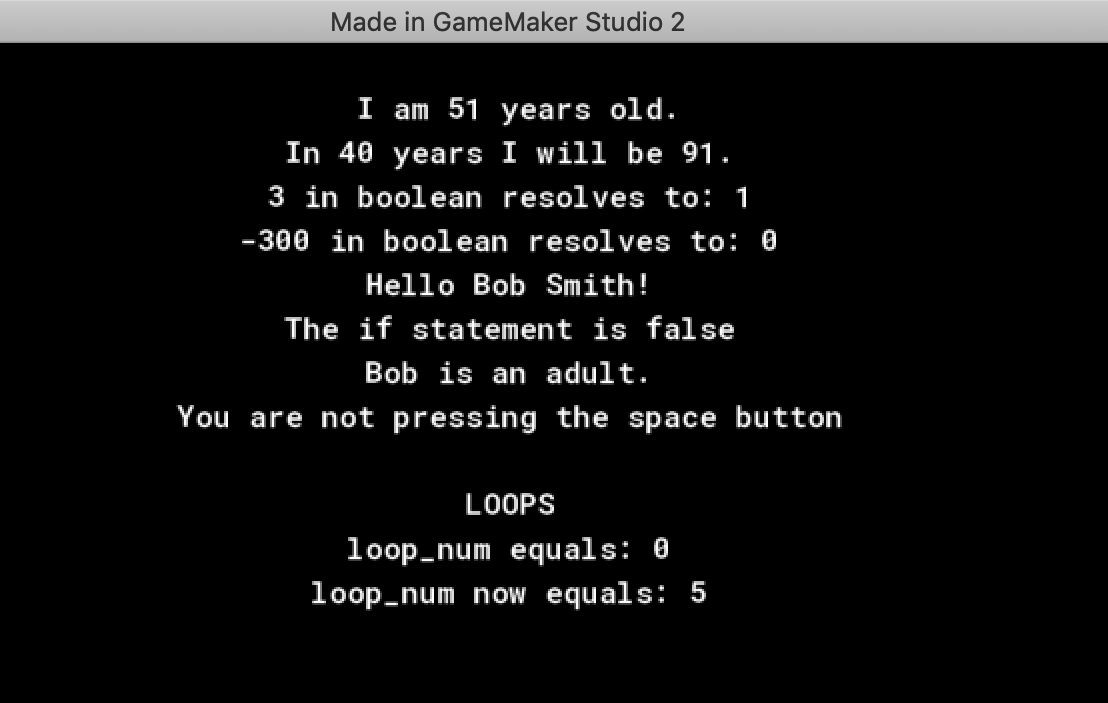 Made in GameMaker Studio 2
I am 51 years old.
In 40 years I will be 91.
3 in boolean resolves to: 1
-300 in boolean resolves to: 0
Hello Bob Smith!
The if statement is false
Bob is an adult.
You are not pressing the space button
LOOPS
loop_num equals: 0
loop_num now equals: 5